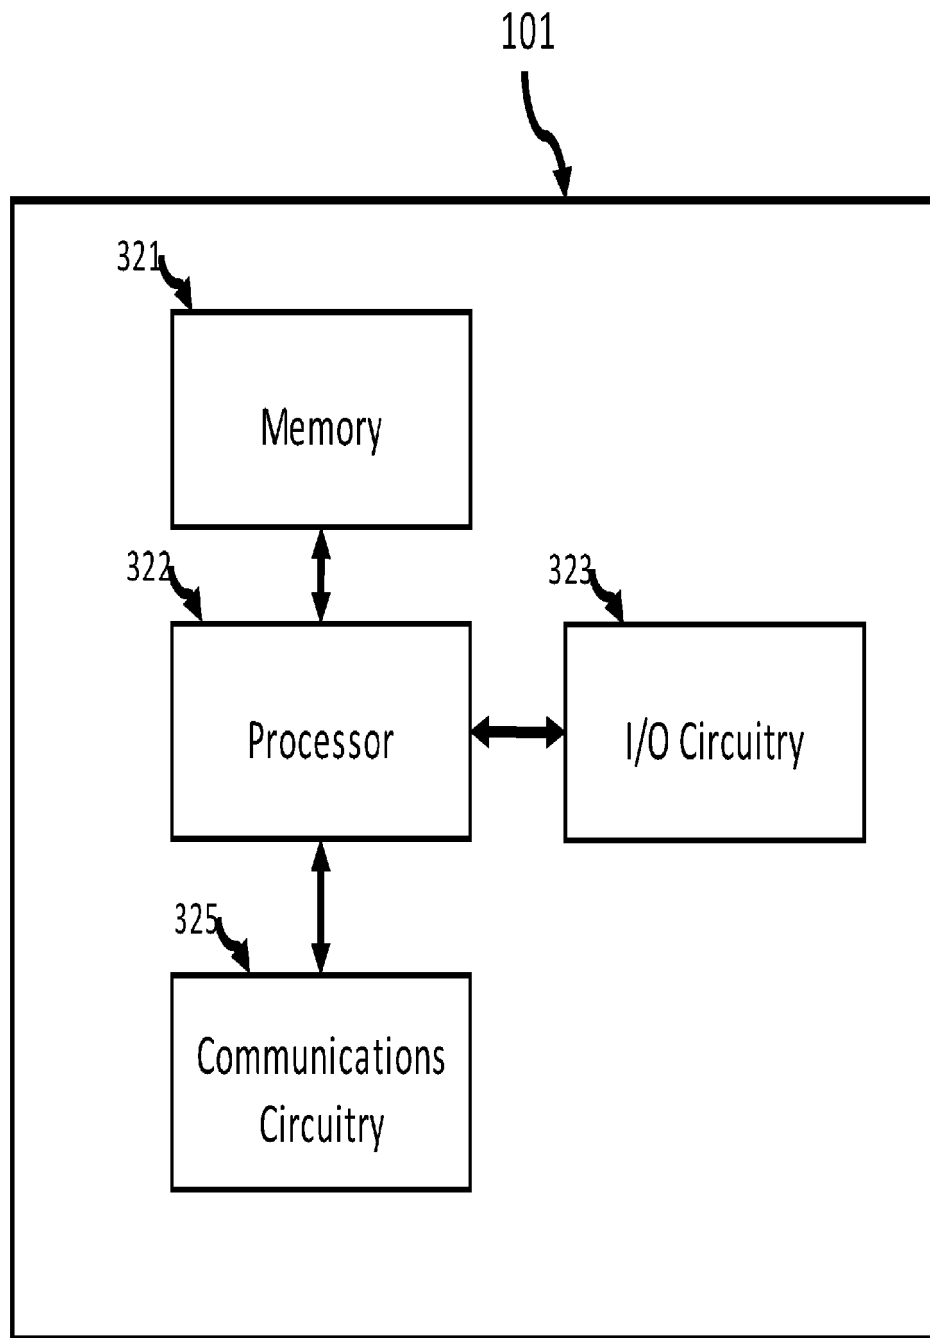 101
321
Memory
322
323
Processor
I/O Circuitry
325
Communications
Circuitry